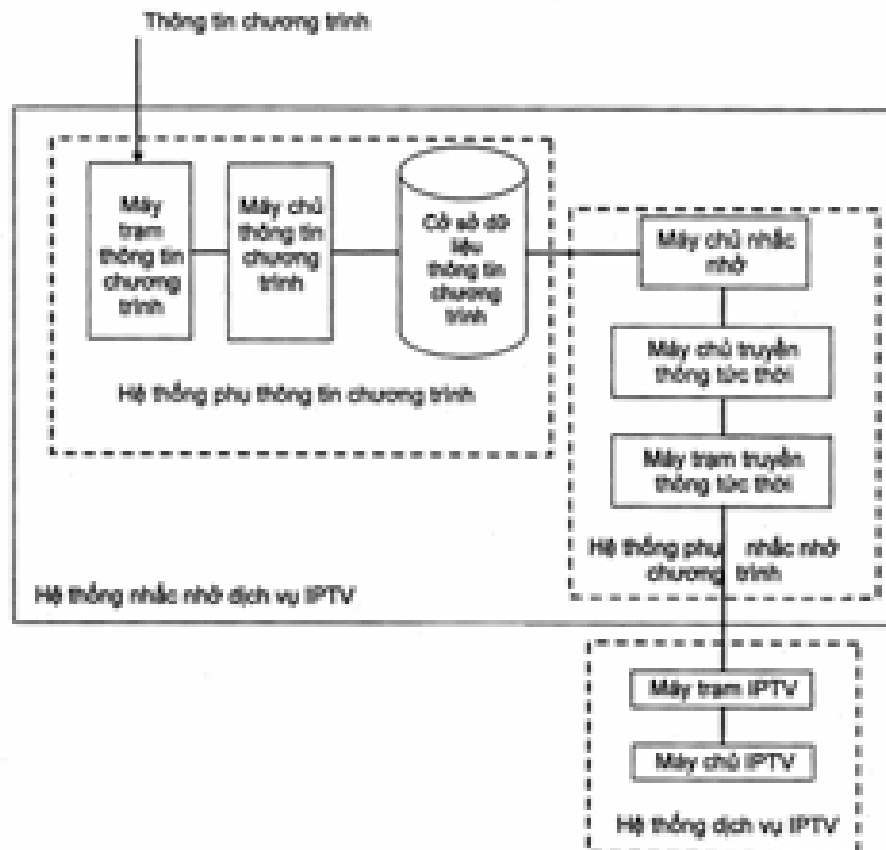 Thông tin chương trình
Máy
trạm
thông tin
chương
trình
Máy chủ
thông tin
chương
trình
Cở sở dữ
liệu
thông tin
chương
trình
Hệ thống phụ thông tin chương trình
Máy chủ nhắc
nhở
Máy chủ truyền
thông tức thời
Máy trạm truyền
thông tức thời
Hệ thống phụ nhắc nhở
chương trình
Hệ thống nhắc nhở dịch vụ IPTV
Máy trạm IPTV
Máy chủ IPTV
Hệ thống dịch vụ IPTV